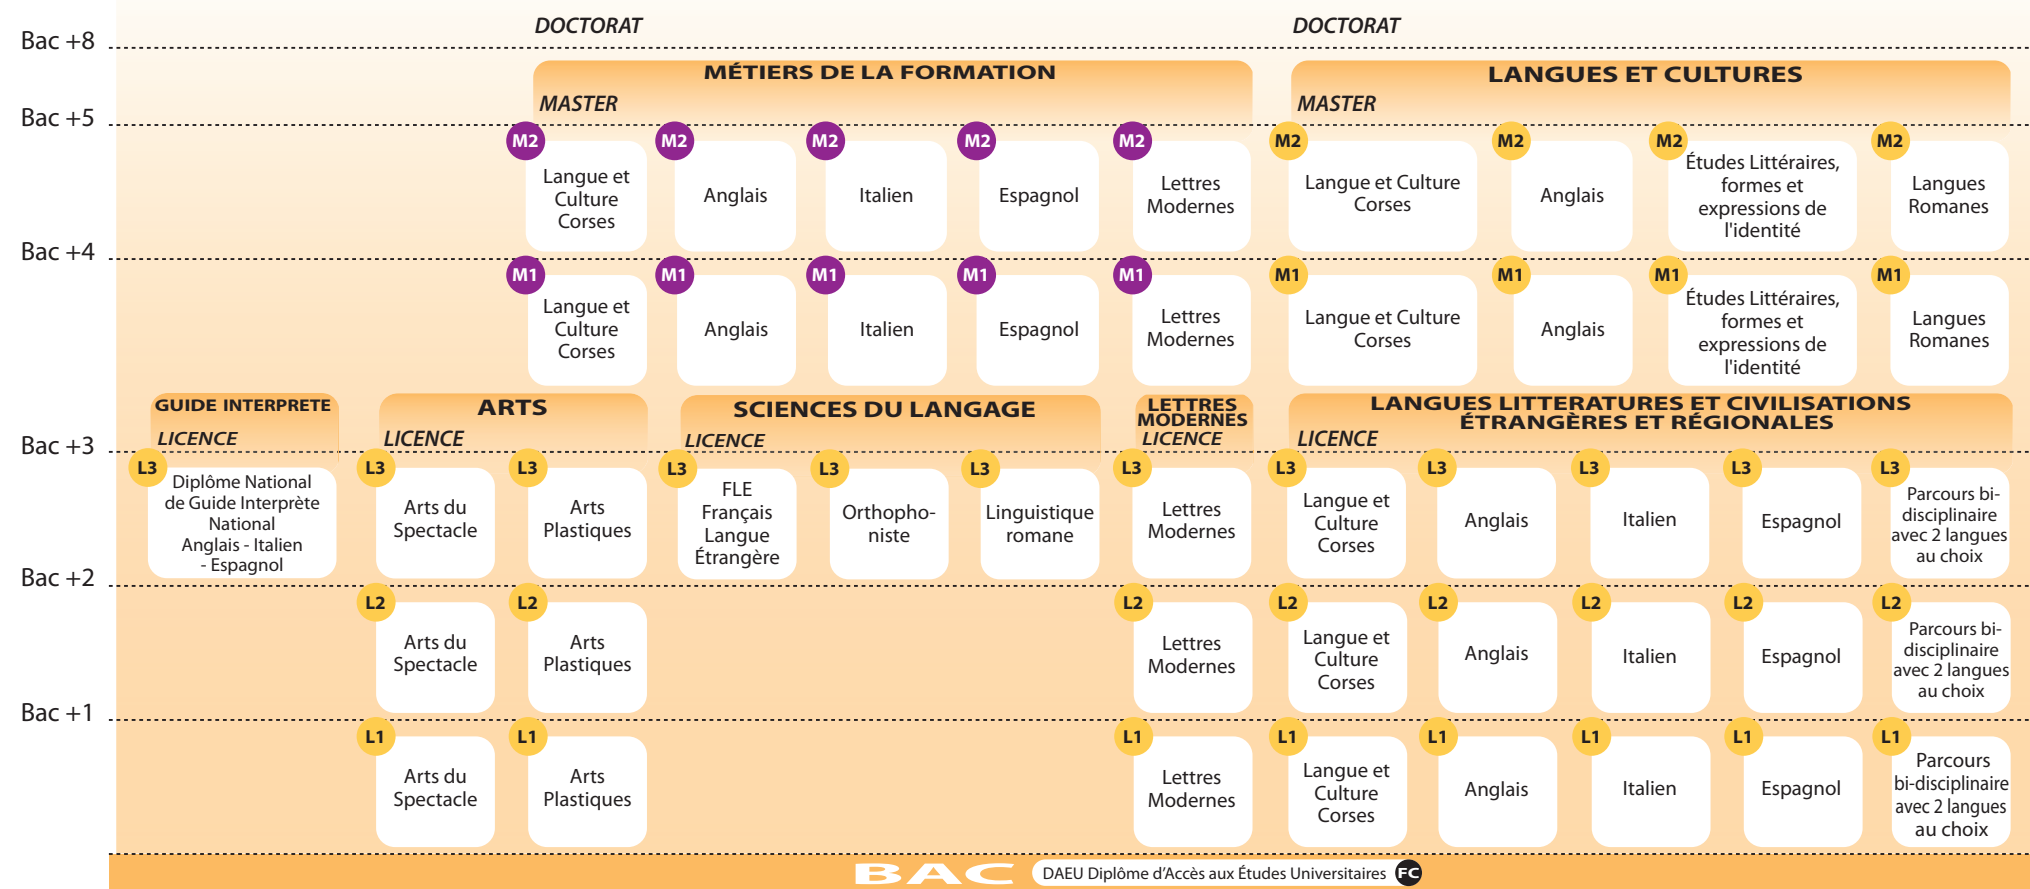 DOCTORAT
DOCTORAT
Bac +8
MÉTIERS DE LA FORMATION
LANGUES ET CULTURES
MASTER
MASTER
Bac +5
M2
Langue et
Culture
Corses
M2
Anglais
M2
Italien
M2
Espagnol
M2
Lettres
Modernes
M2
Langue et Culture
Corses
M2
Anglais
M2
Études Littéraires,
formes et
expressions de
l'identité
M2
Langues
Romanes
Bac +4
M1
Langue et
Culture
Corses
M1
Anglais
M1
Italien
M1
Espagnol
M1
Lettres
Modernes
M1
Langue et Culture
Corses
M1
Anglais
M1
Études Littéraires,
formes et
expressions de
l'identité
M1
Langues
Romanes
GUIDE INTERPRETE
LICENCE
ARTS
LICENCE
SCIENCES DU LANGAGE
LICENCE
LETTRES
MODERNES
LICENCE
LANGUES LITTERATURES ET CIVILISATIONS
ÉTRANGÈRES ET RÉGIONALES
LICENCE
Bac +3
L3
Diplôme National
de Guide Interprète
National
Anglais - Italien
- Espagnol
L3
Arts du
Spectacle
L3
Arts
Plastiques
L3
FLE
Français
Langue
Étrangère
L3
Orthopho-
niste
L3
Linguistique
romane
L3
Lettres
Modernes
L3
Langue et
Culture
Corses
L3
Anglais
L3
Italien
L3
Espagnol
L3
Parcours bi-
disciplinaire
avec 2 langues
au choix
Bac +2
L2
Arts du
Spectacle
L2
Arts
Plastiques
L2
Lettres
Modernes
L2
Langue et
Culture
Corses
L2
Anglais
L2
Italien
L2
Espagnol
L2
Parcours bi-
disciplinaire
avec 2 langues
au choix
Bac +1
L1
Arts du
Spectacle
L1
Arts
Plastiques
L1
Lettres
Modernes
L1
Langue et
Culture
Corses
L1
Anglais
L1
Italien
L1
Espagnol
L1
Parcours
bi-disciplinaire
avec 2 langues
au choix
BAC
DAEU Diplôme d'Accès aux Études Universitaires FC